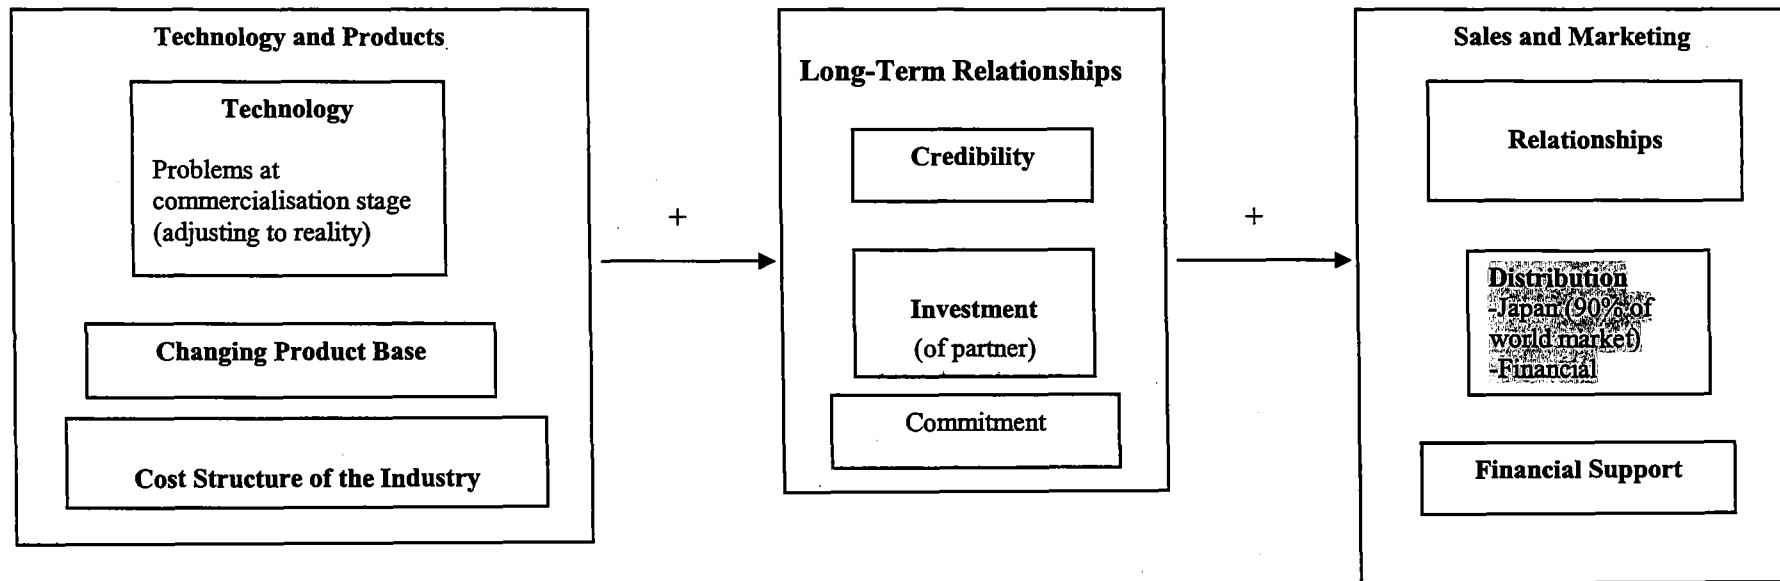 Technology and Products
Technology
Problems at
commercialisation stage
(adjusting to reality)
Changing Product Base
Cost Structure of the Industry
+
Long-Term Relationships
Credibility
Investment
(of partner)
Commitment
+
Sales and Marketing
Relationships
Distribution
-Japan (90% of
world market)
-Financial
Financial Support